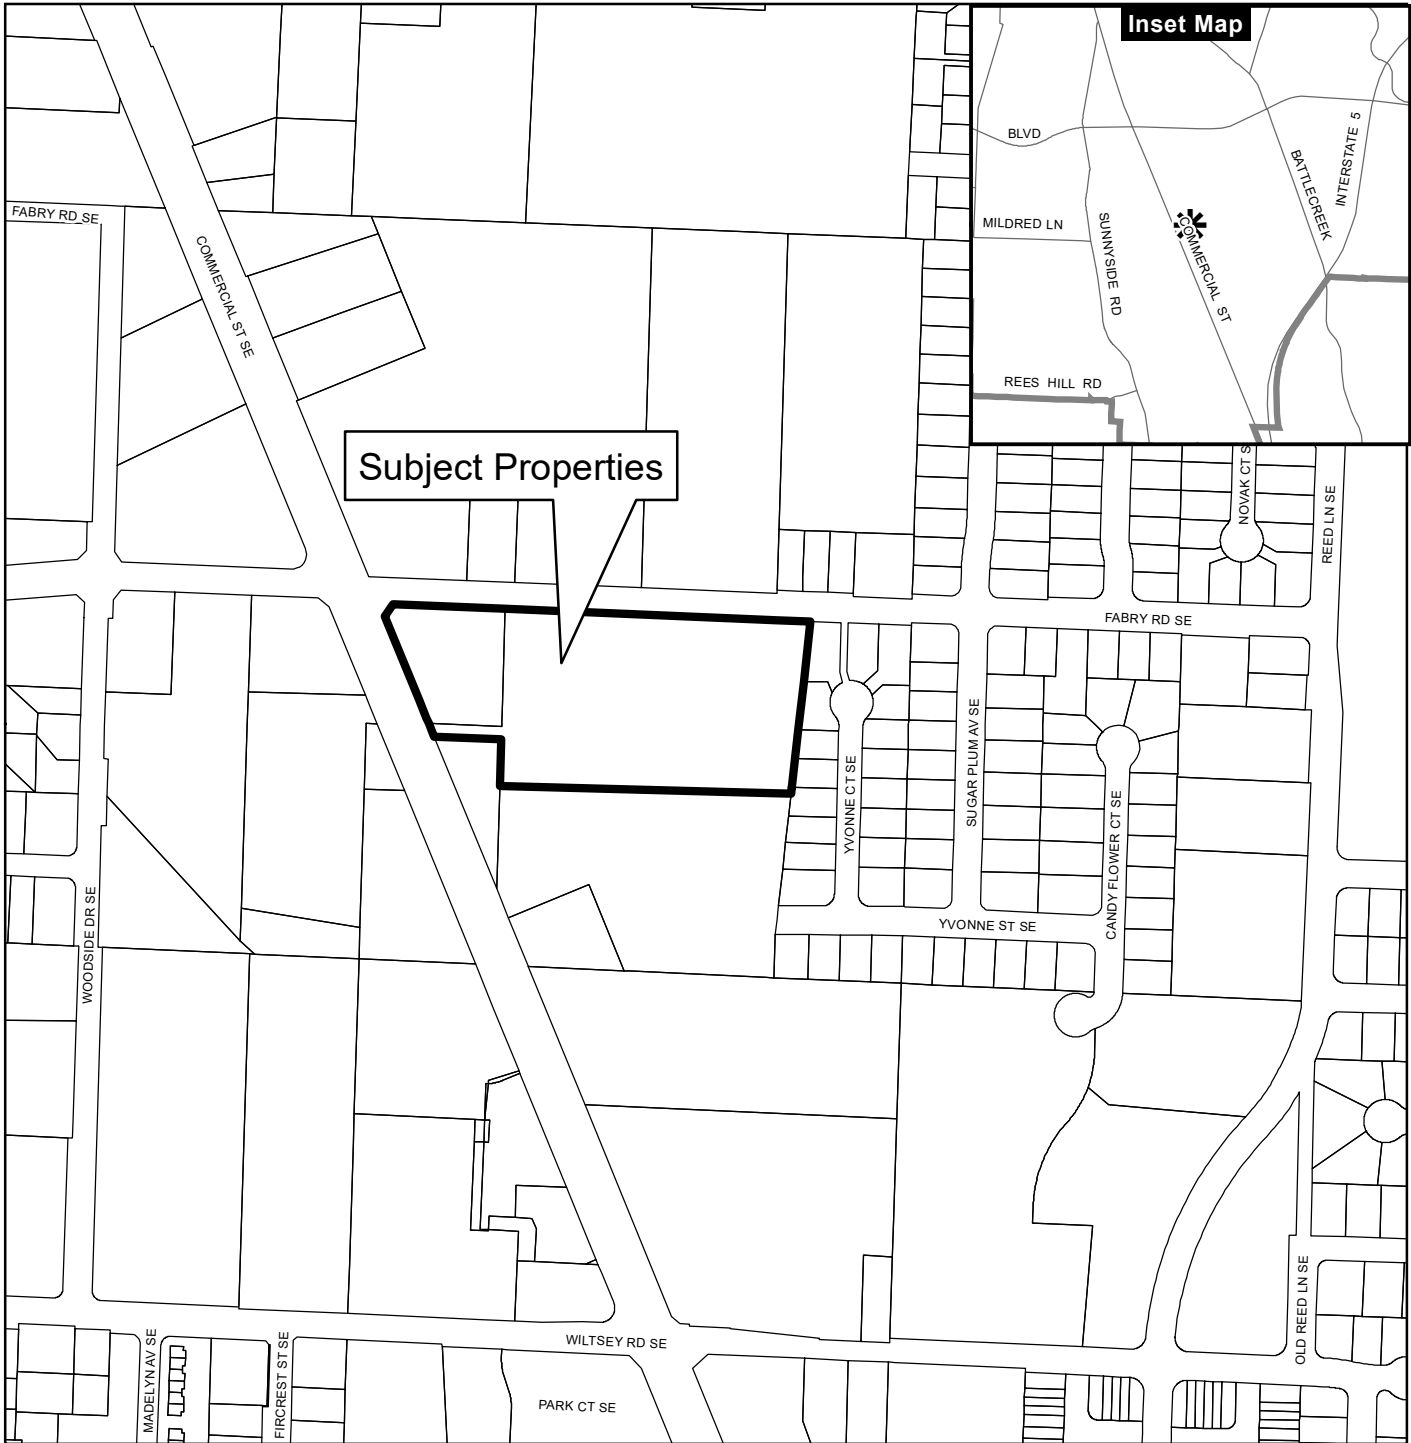 Inset Map
BLVD
INTERSTATE 5
BATTLECREEK
MILDRED LN
SUNNYSIDE RD
COMMERCIAL ST
REES HILL RD
FABRY RD SE
COMMERCIAL ST SE
Subject Properties
NOVAK CT S
REED LN SE
FABRY RD SE
SUGAR PLUM AV SE
YVONNE CT SE
CANDY FLOWER CT SE
WOODSIDE DR SE
YVONNE ST SE
OLD REED LN SE
WILTSEY RD SE
MADELYN AV SE
FIRCREST ST SE
PARK CT SE